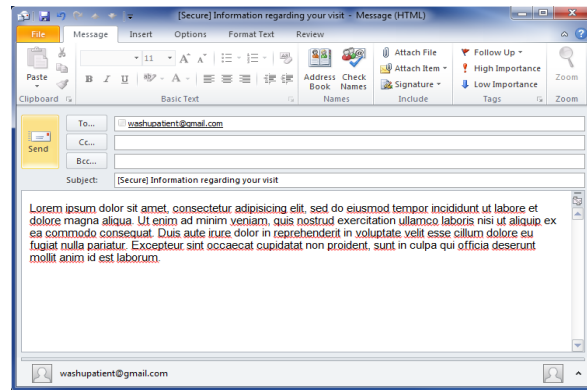 [Secure] Information regarding your visit - Message (HTML)
File Message Insert Options Format Text Review
Paste
Clipboard
11
B I U
Basic Text
Address Book
Check Names
Names
Attach File
Attach Item
Signature
Include
Follow Up
High Importance
Low Importance
Tags
Zoom
Zoom
Send
To... washupatient@gmail.com
Cc...
Bcc...
Subject: [Secure] Information regarding your visit
Lorem ipsum dolor sit amet, consectetur adipisicing elit, sed do eiusmod tempor incididunt ut labore et
dolore magna aliqua. Ut enim ad minim veniam, quis nostrud exercitation ullamco laboris nisi ut aliquip ex
ea commodo consequat. Duis aute irure dolor in reprehenderit in voluptate velit esse cillum dolore eu
fugiat nulla pariatur. Excepteur sint occaecat cupidatat non proident, sunt in culpa qui officia deserunt
mollit anim id est laborum.
washupatient@gmail.com